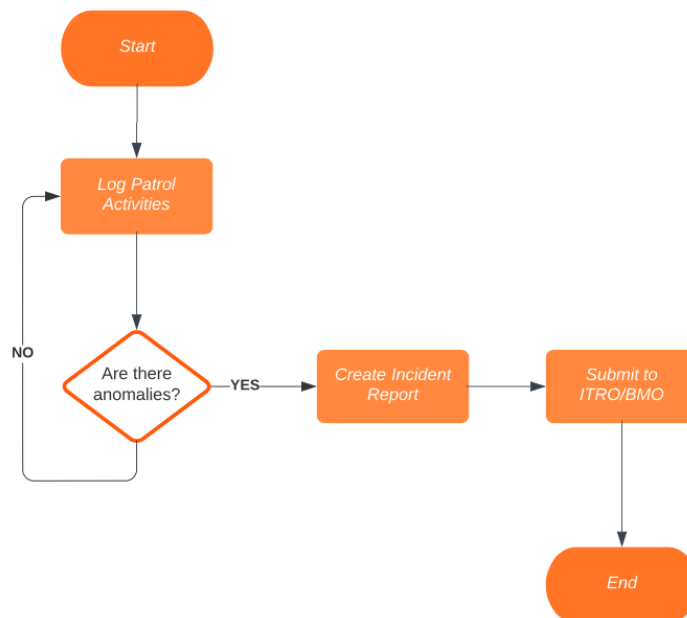 Start
Log Patrol
Activities
NO
Are there
anomalies?
YES
Create Incident
Report
Submit to
ITRO/BMO
End